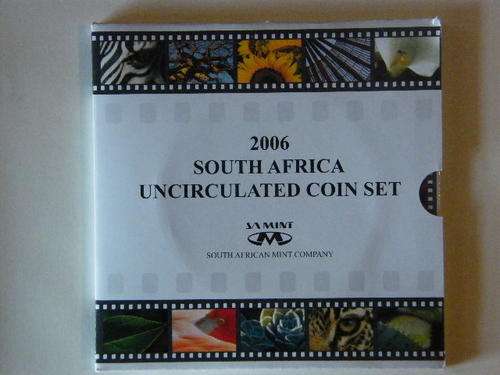 2006
SOUTH AFRICA
UNCIRCULATED COIN SET
SA MINT
SOUTH AFRICAN MINT COMPANY